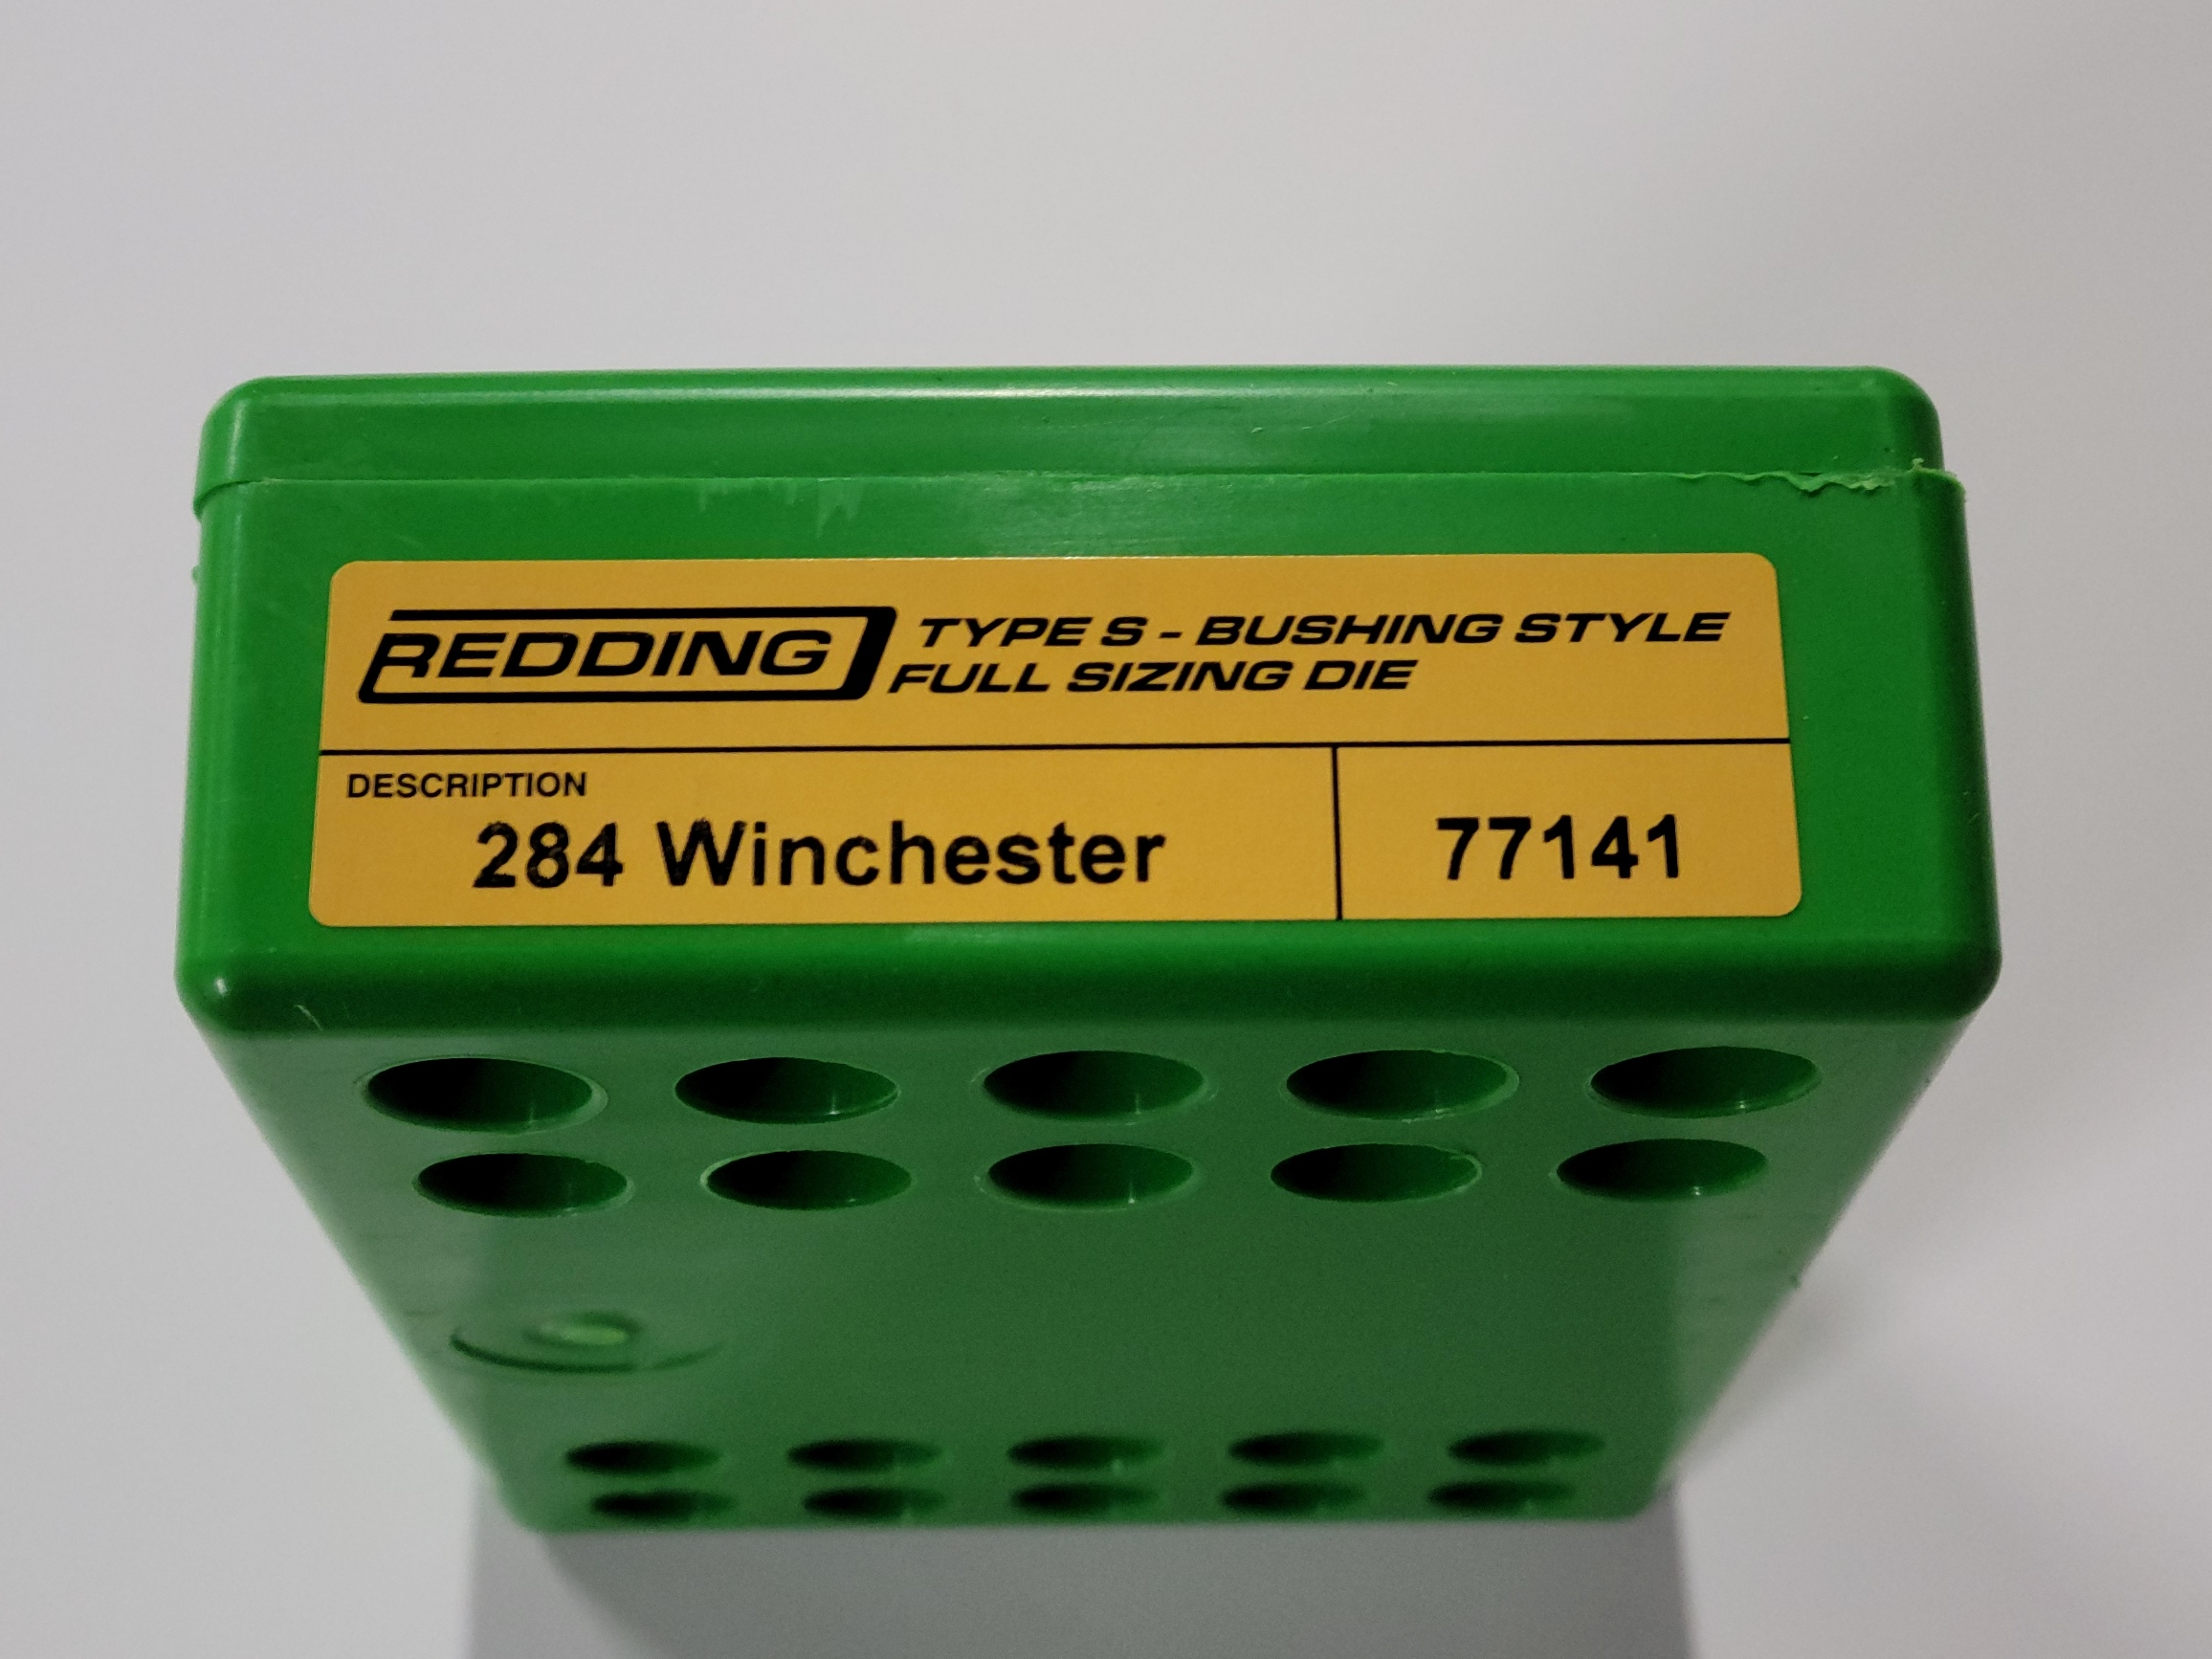 REDDING TYPE S - BUSHING STYLE
FULL SIZING DIE
DESCRIPTION
284 Winchester 77141